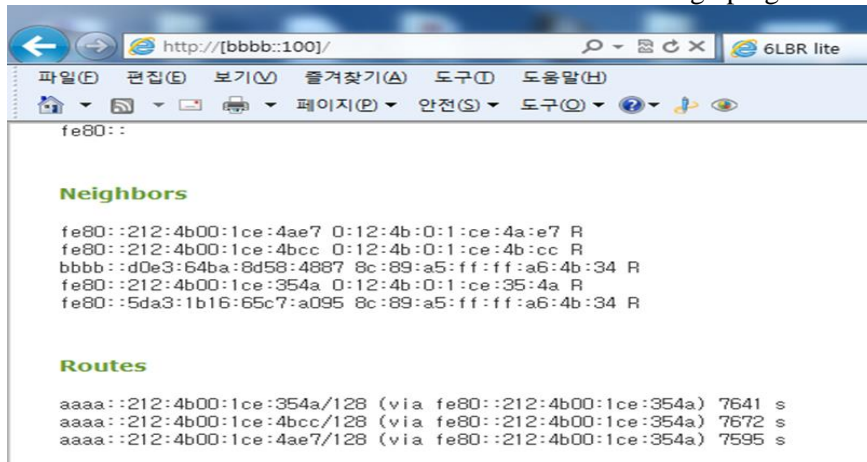 http://[bbbb::100]/
6LBR lite
파일(F) 편집(E) 보기(V) 즐겨찾기(A) 도구(T) 도움말(H)
페이지(P) 안전(S) 도구(O)
fe80::
Neighbors
fe80::212:4b00:1ce:4ae7 0:12:4b:0:1:ce:4a:e7 R
fe80::212:4b00:1ce:4bcc 0:12:4b:0:1:ce:4b:cc R
bbbb::d0e3:64ba:8d58:4887 8c:89:a5:ff:ff:a6:4b:34 R
fe80::212:4b00:1ce:354a 0:12:4b:0:1:ce:35:4a R
fe80::5da3:1b16:65c7:a095 8c:89:a5:ff:ff:a6:4b:34 R
Routes
aaaa::212:4b00:1ce:354a/128 (via fe80::212:4b00:1ce:354a) 7641 s
aaaa::212:4b00:1ce:4bcc/128 (via fe80::212:4b00:1ce:354a) 7672 s
aaaa::212:4b00:1ce:4ae7/128 (via fe80::212:4b00:1ce:354a) 7595 s